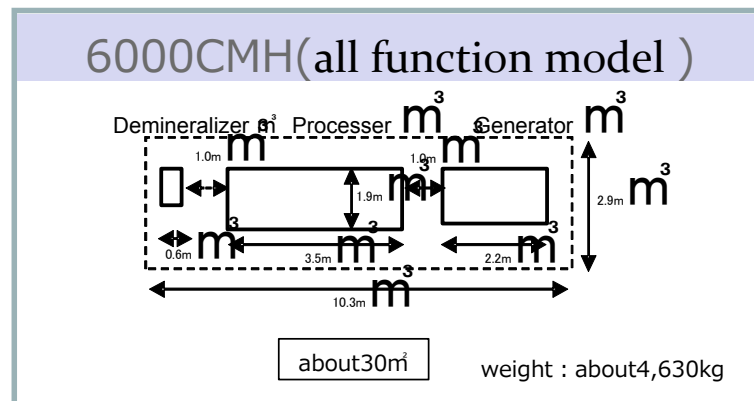 6000CMH(all function model )
Demineralizer ㎥ Processer m³ Generator m³
1.0m m³ 1.0m m³
1.9m m³ 2.9m m³
0.6m m³ 3.5m m³ 2.2m m³
10.3m m³
about30㎡
weight : about4,630kg